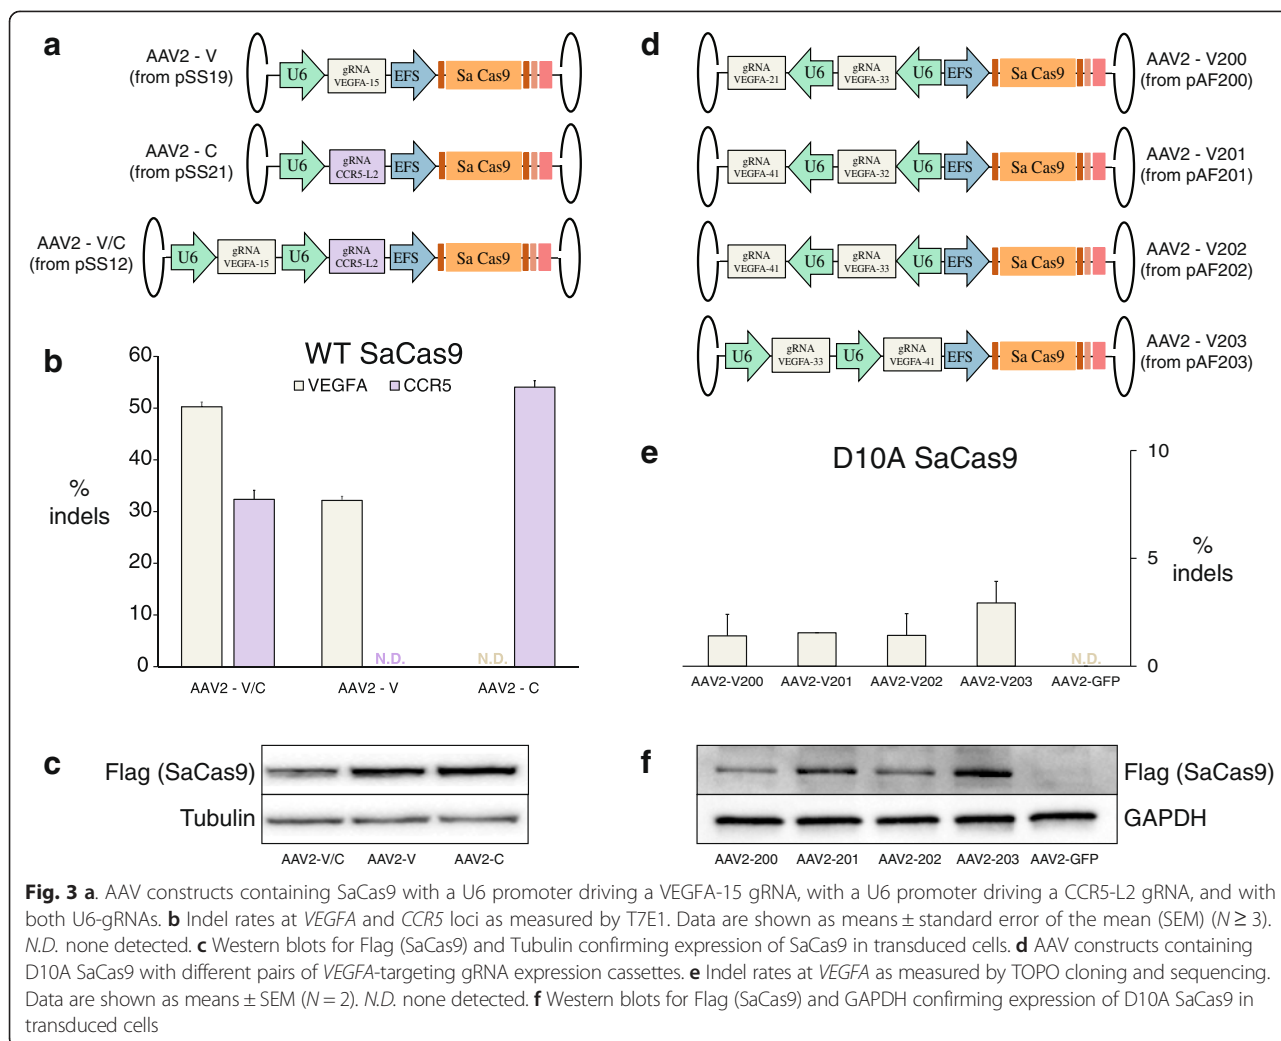 a
AAV2 - V
(from pSS19)
U6
gRNA
VEGFA-15
EFS
Sa Cas9
AAV2 - C
(from pSS21)
U6
gRNA
CCR5-L2
EFS
Sa Cas9
AAV2 - V/C
(from pSS12)
U6
gRNA
VEGFA-15
U6
gRNA
CCR5-L2
EFS
Sa Cas9
b
WT SaCas9
VEGFA
CCR5
%
indels
60
50
40
30
20
10
0
N.D.
N.D.
AAV2 - V/C
AAV2 - V
AAV2 - C
c
Flag (SaCas9)
Tubulin
AAV2-V/C
AAV2-V
AAV2-C
d
gRNA
VEGFA-21
U6
gRNA
VEGFA-33
U6
EFS
Sa Cas9
AAV2 - V200
(from pAF200)
gRNA
VEGFA-41
U6
gRNA
VEGFA-32
U6
EFS
Sa Cas9
AAV2 - V201
(from pAF201)
gRNA
VEGFA-41
U6
gRNA
VEGFA-33
U6
EFS
Sa Cas9
AAV2 - V202
(from pAF202)
U6
gRNA
VEGFA-33
U6
gRNA
VEGFA-41
EFS
Sa Cas9
AAV2 - V203
(from pAF203)
e
D10A SaCas9
10
5
0
%
indels
N.D.
AAV2-V200
AAV2-V201
AAV2-V202
AAV2-V203
AAV2-GFP
f
Flag (SaCas9)
GAPDH
AAV2-200
AAV2-201
AAV2-202
AAV2-203
AAV2-GFP
Fig. 3 a. AAV constructs containing SaCas9 with a U6 promoter driving a VEGFA-15 gRNA, with a U6 promoter driving a CCR5-L2 gRNA, and with
both U6-gRNAs. b Indel rates at VEGFA and CCR5 loci as measured by T7E1. Data are shown as means ± standard error of the mean (SEM) (N ≥ 3).
N.D. none detected. c Western blots for Flag (SaCas9) and Tubulin confirming expression of SaCas9 in transduced cells. d AAV constructs containing
D10A SaCas9 with different pairs of VEGFA-targeting gRNA expression cassettes. e Indel rates at VEGFA as measured by TOPO cloning and sequencing.
Data are shown as means ± SEM (N = 2). N.D. none detected. f Western blots for Flag (SaCas9) and GAPDH confirming expression of D10A SaCas9 in
transduced cells